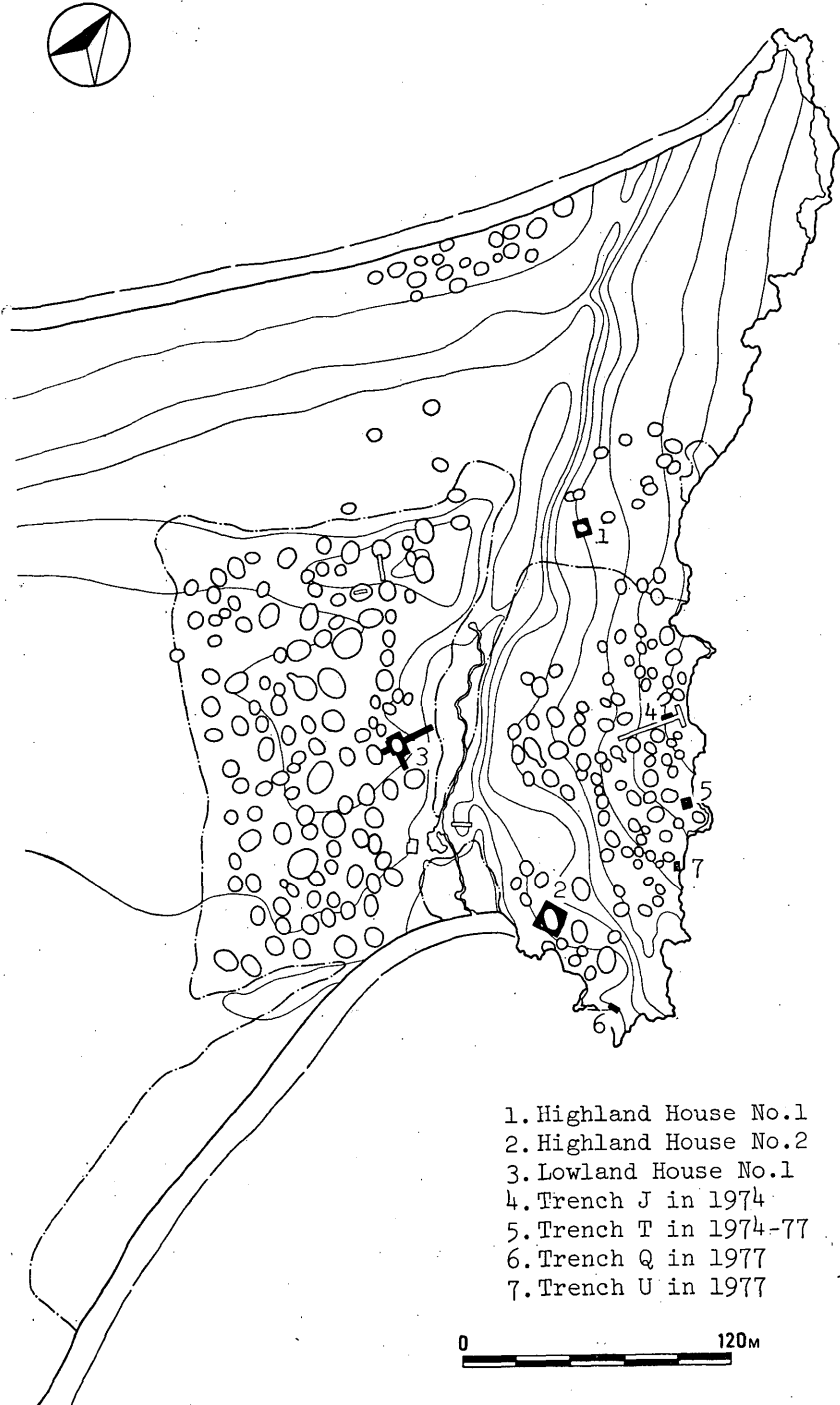 1
3
4
5
7
2
6
1. Highland House No.1
2. Highland House No.2
3. Lowland House No.1
4. Trench J in 1974
5. Trench T in 1974-77
6. Trench Q in 1977
7. Trench U in 1977
0 120M